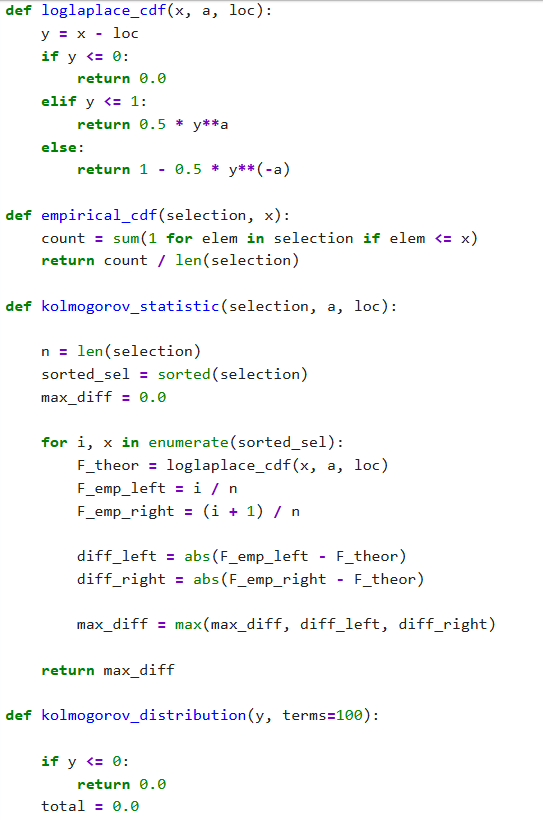 def loglaplace_cdf(x, a, loc):
    y = x - loc
    if y <= 0:
        return 0.0
    elif y <= 1:
        return 0.5 * y**a
    else:
        return 1 - 0.5 * y**(-a)

def empirical_cdf(selection, x):
    count = sum(1 for elem in selection if elem <= x)
    return count / len(selection)

def kolmogorov_statistic(selection, a, loc):

    n = len(selection)
    sorted_sel = sorted(selection)
    max_diff = 0.0

    for i, x in enumerate(sorted_sel):
        F_theor = loglaplace_cdf(x, a, loc)
        F_emp_left = i / n
        F_emp_right = (i + 1) / n

        diff_left = abs(F_emp_left - F_theor)
        diff_right = abs(F_emp_right - F_theor)

        max_diff = max(max_diff, diff_left, diff_right)

    return max_diff

def kolmogorov_distribution(y, terms=100):

    if y <= 0:
        return 0.0
    total = 0.0